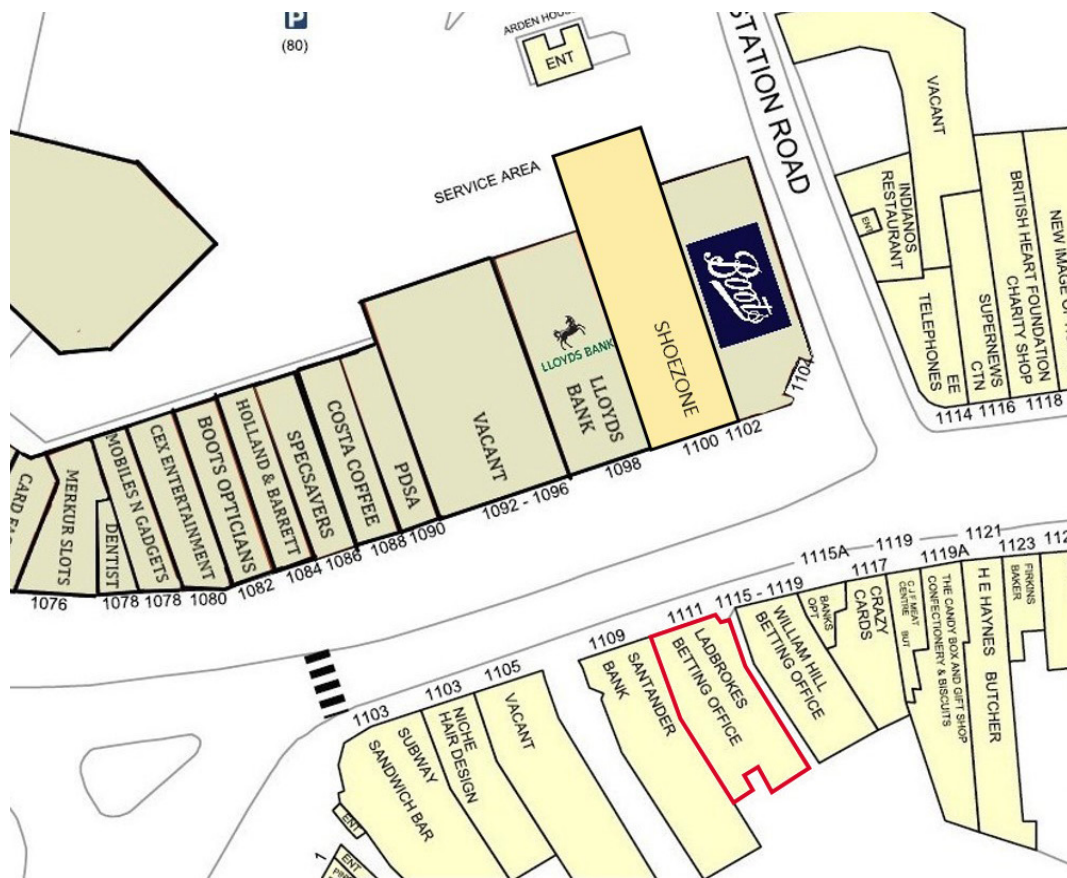 P
(80)
ARDEN HOUSE
ENT
STATION ROAD
SERVICE AREA
VACANT
INDIANOS
RESTAURANT
ENT
BRITISH HEART FOUNDATION
CHARITY SHOP
NEW IMAGE
SUPERNEWS
CTN
EE
TELEPHONES
1114
1116
1118
Boots
1104
SHOEZONE
1100
1102
LLOYDS BANK
LLOYDS
BANK
1098
VACANT
1092 - 1096
PDSA
1090
COSTA COFFEE
1088
SPECSAVERS
1086
HOLLAND & BARRETT
1084
BOOTS OPTICIANS
1082
CEX ENTERTAINMENT
1080
MOBILES N GADGETS
1078
DENTIST
1078
MERKUR SLOTS
1076
CARD
1103
SUBWAY
SANDWICH BAR
ENT
ENT
1103
NICHE
HAIR DESIGN
1105
VACANT
1109
SANTANDER
BANK
1111
LADBROKES
BETTING OFFICE
1115 - 1119
WILLIAM HILL
BETTING OFFICE
1115A
BANKS
OPT
1117
CRAZY
CARDS
1119
C J F MEAT
CENTRE BUT
1119A
THE CANDY BOX AND GIFT SHOP
CONFECTIONERY & BISCUITS
1121
H E HAYNES BUTCHER
1123
FIRKINS
BAKER